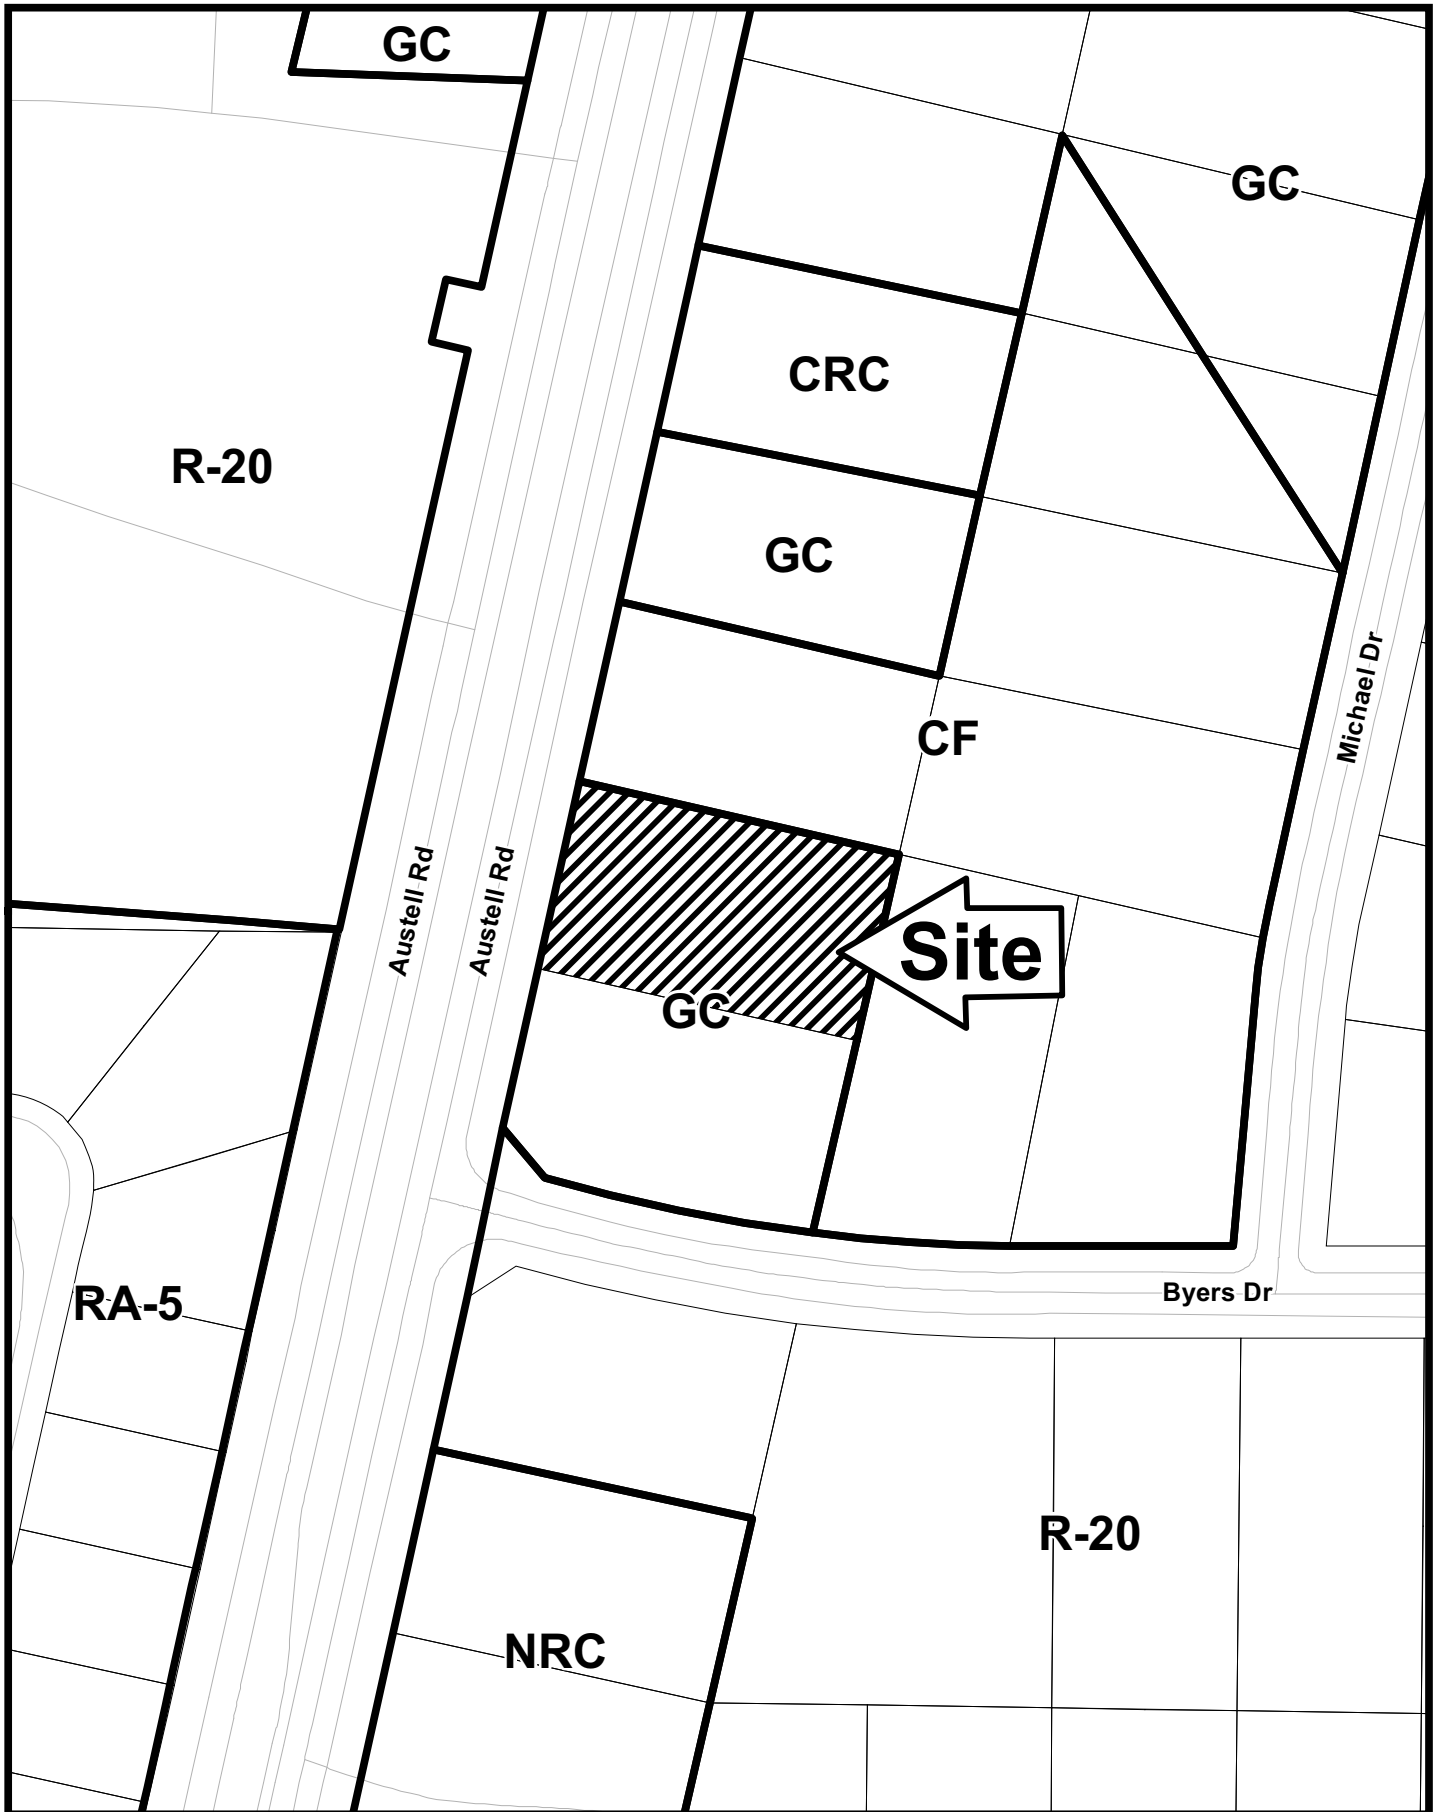 GC
GC
CRC
R-20
GC
Michael Dr
CF
Austell Rd
Austell Rd
Site
GC
Byers Dr
RA-5
R-20
NRC